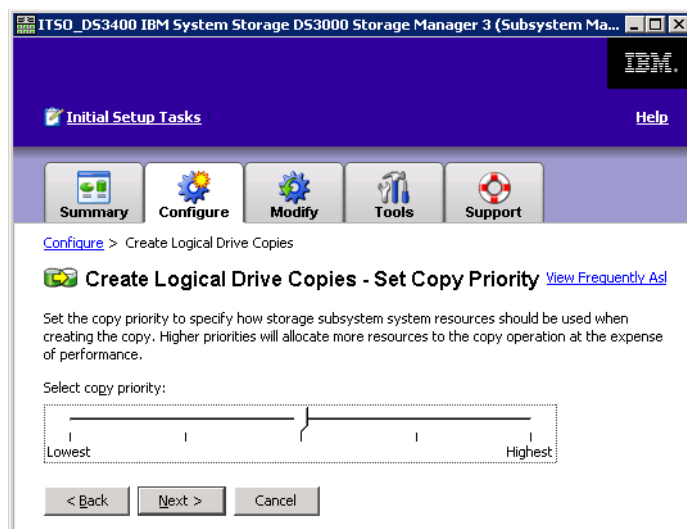 ITSO_DS3400 IBM System Storage DS3000 Storage Manager 3 (Subsystem Ma...
IBM.
Initial Setup Tasks
Help
Summary
Configure
Modify
Tools
Support
Configure > Create Logical Drive Copies
Create Logical Drive Copies - Set Copy Priority View Frequently Asl
Set the copy priority to specify how storage subsystem system resources should be used when
creating the copy. Higher priorities will allocate more resources to the copy operation at the expense
of performance.
Select copy priority:
Lowest
Highest
< Back
Next >
Cancel